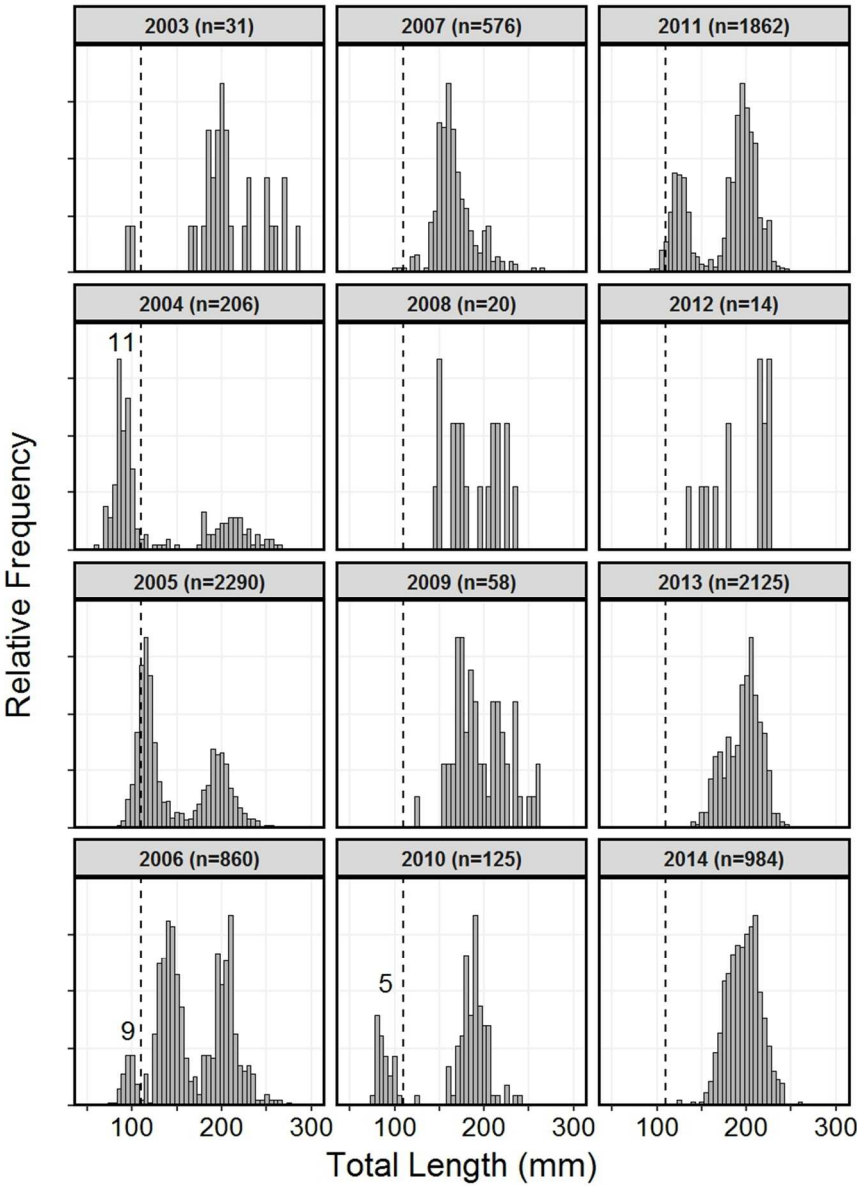 2003 (n=31)
2007 (n=576)
2011 (n=1862)
2004 (n=206)
2008 (n=20)
2012 (n=14)
11
2005 (n=2290)
2009 (n=58)
2013 (n=2125)
2006 (n=860)
2010 (n=125)
2014 (n=984)
9
5
Relative Frequency
100 200 300 100 200 300 100 200 300
Total Length (mm)